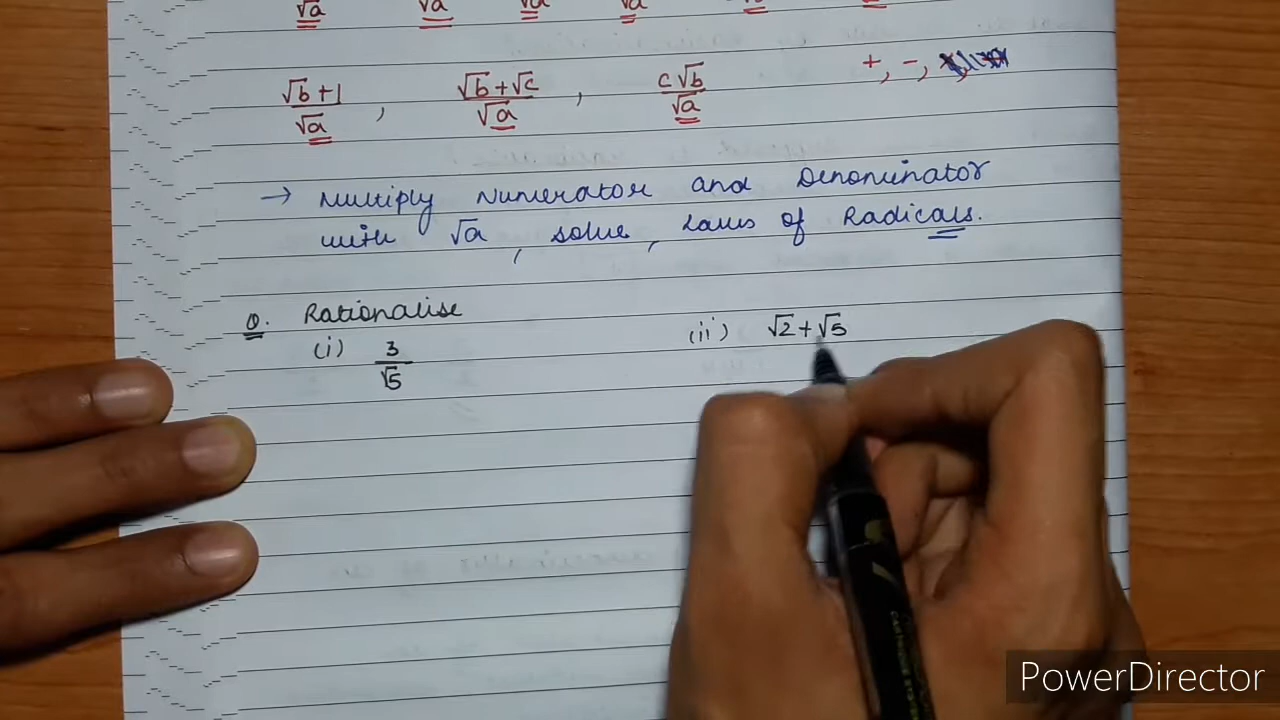 √a √a √a √a
√b + 1 / √a , √b + √c / √a , c√b / √a +, -,
→ Multiply Numerator and Denominator
with √a , solve , Laws of Radicals.
Q. Rationalise
(i) 3 / √5 (ii) √2 + √5
PowerDirector